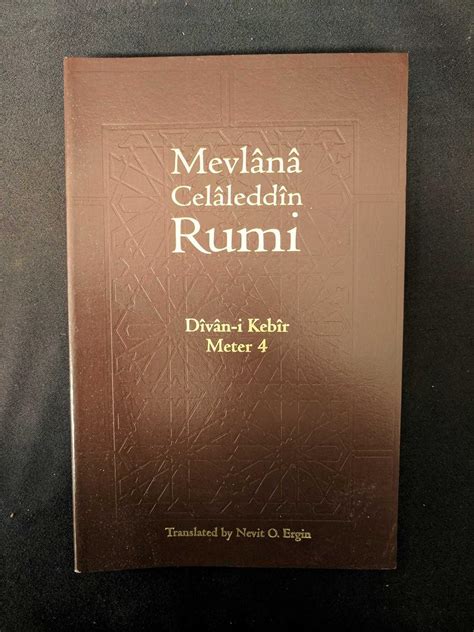 Mevlânâ
Celâleddîn
Rumi
Dîvân-i Kebîr
Meter 4
Translated by Nevit O. Ergin